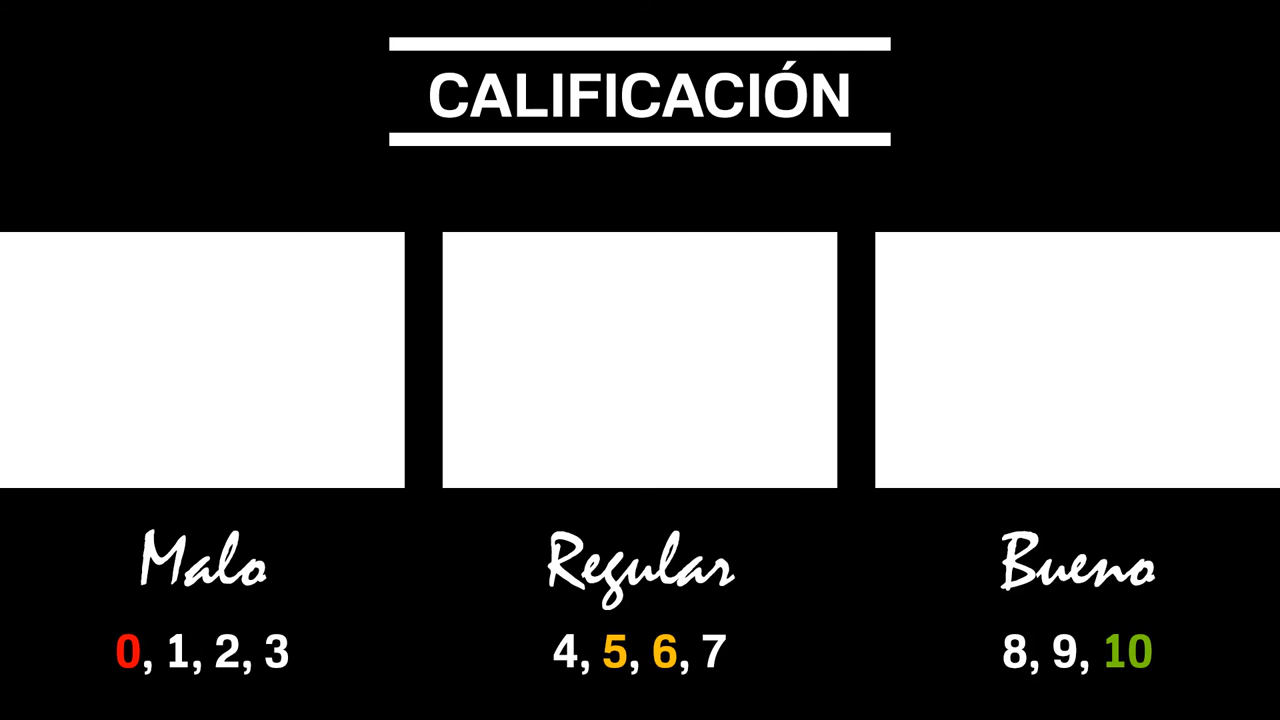 CALIFICACIÓN
Malo
Regular
Bueno
0, 1, 2, 3
4, 5, 6, 7
8, 9, 10